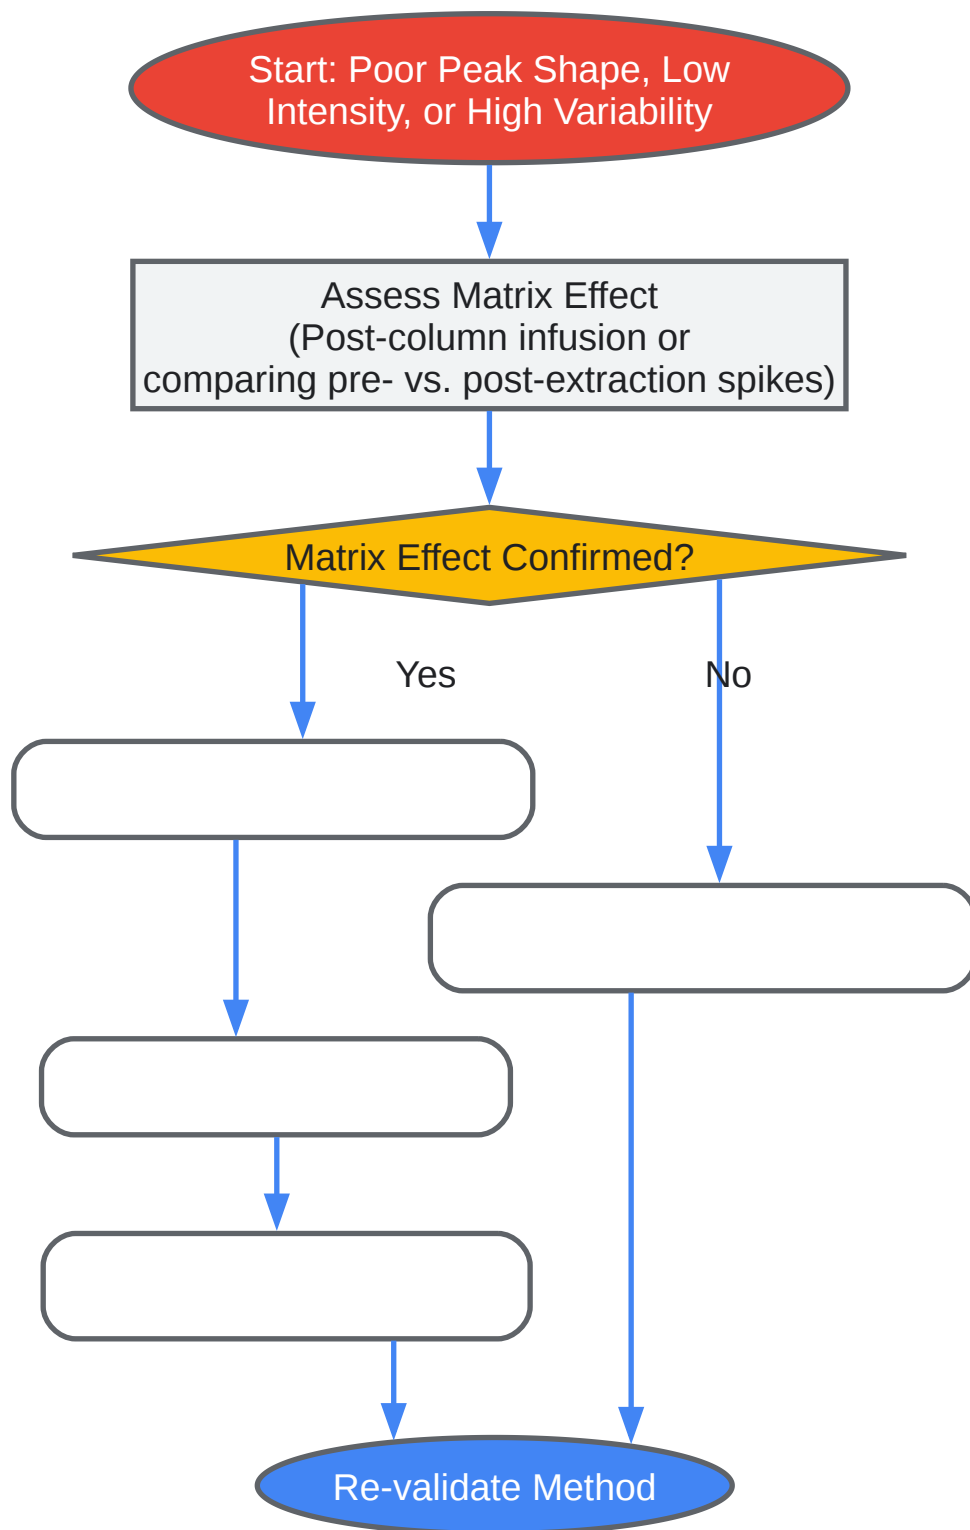 Start: Poor Peak Shape, Low
Intensity, or High Variability
Assess Matrix Effect
(Post-column infusion or
comparing pre- vs. post-extraction spikes)
Matrix Effect Confirmed?
Yes
No
Re-validate Method